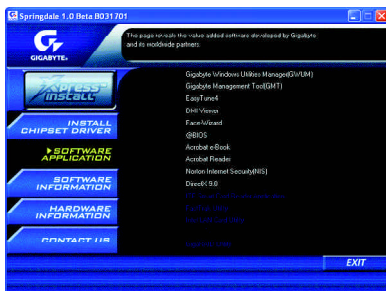 Springdale 1.0 Beta B031701
This page reveals the value added software developed by Gigabyte
and its worldwide partners.
GIGABYTE
Xpress
install
Gigabyte Windows Utilities Manager(GWUM)
Gigabyte Management Tool(GMT)
EasyTune4
DMI Viewer
Face-Wizard
@BIOS
Acrobat e-Book
Acrobat Reader
Norton Internet Security(NIS)
DirectX 9.0
INSTALL
CHIPSET DRIVER
SOFTWARE
APPLICATION
SOFTWARE
INFORMATION
HARDWARE
INFORMATION
CONTACT US
EXIT